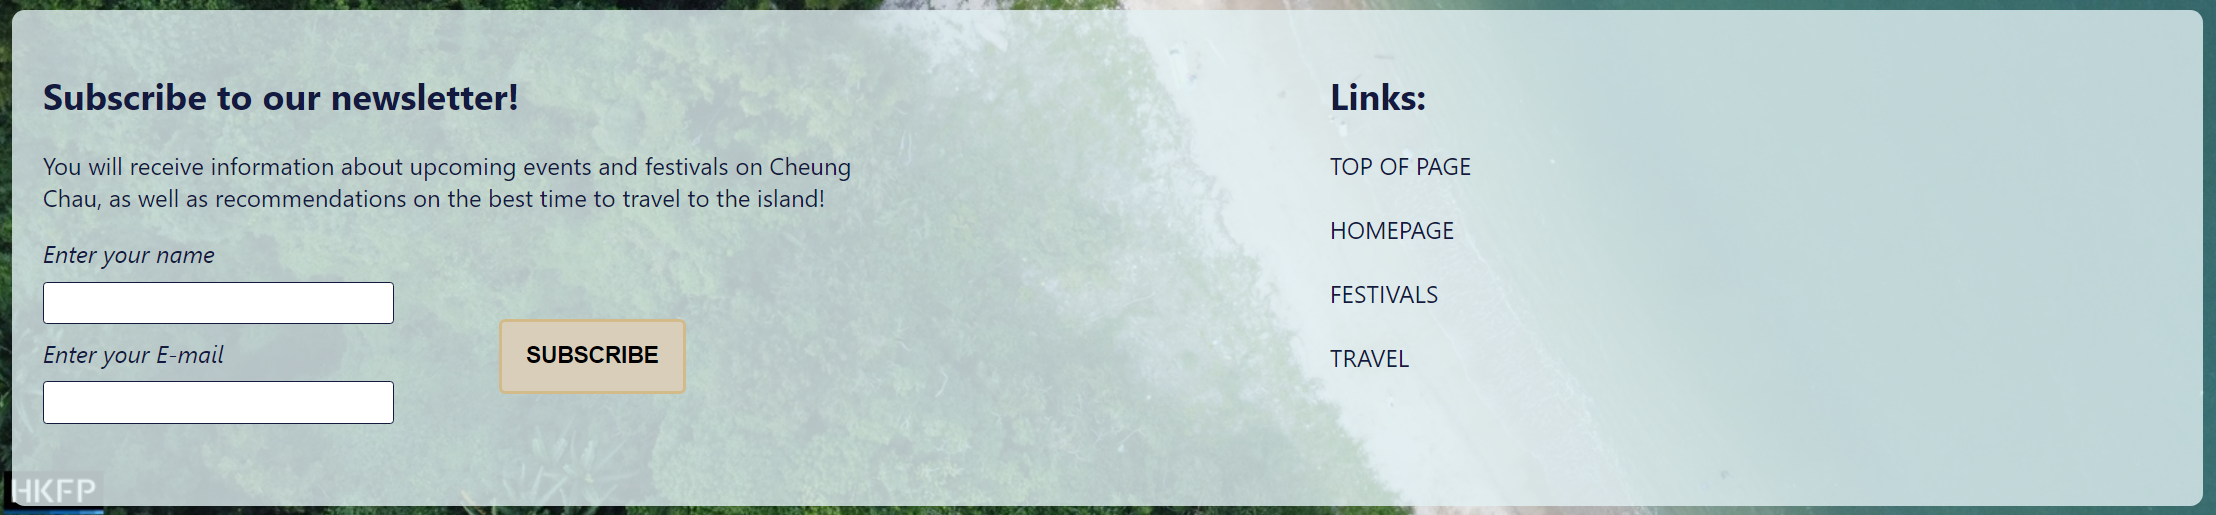 Subscribe to our newsletter!
You will receive information about upcoming events and festivals on Cheung
Chau, as well as recommendations on the best time to travel to the island!
Enter your name
Enter your E-mail
SUBSCRIBE
Links:
TOP OF PAGE
HOMEPAGE
FESTIVALS
TRAVEL
HKFP